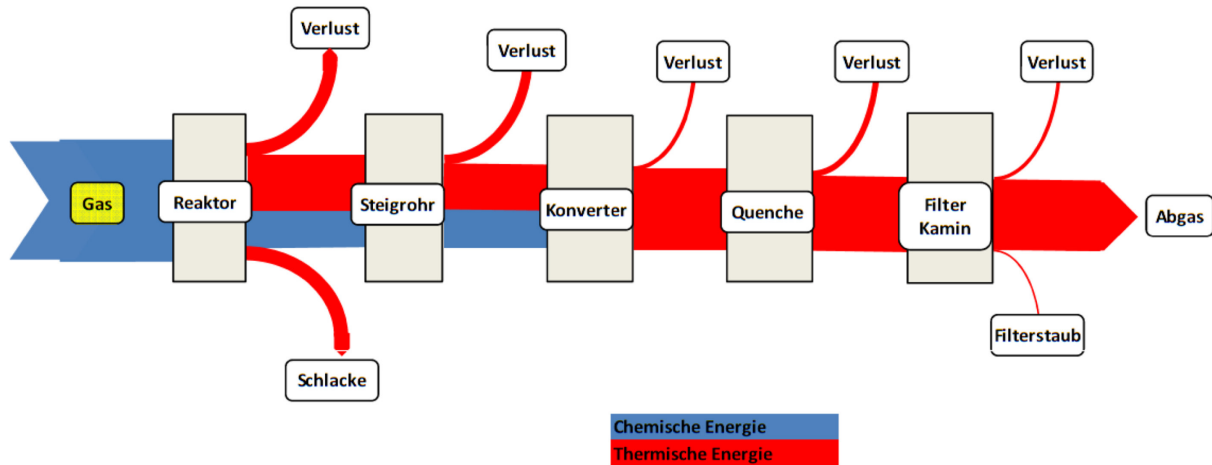 Verlust
Verlust
Verlust
Verlust
Verlust
Gas
Reaktor
Steigrohr
Konverter
Quenche
Filter
Kamin
Abgas
Schlacke
Filterstaub
Chemische Energie
Thermische Energie